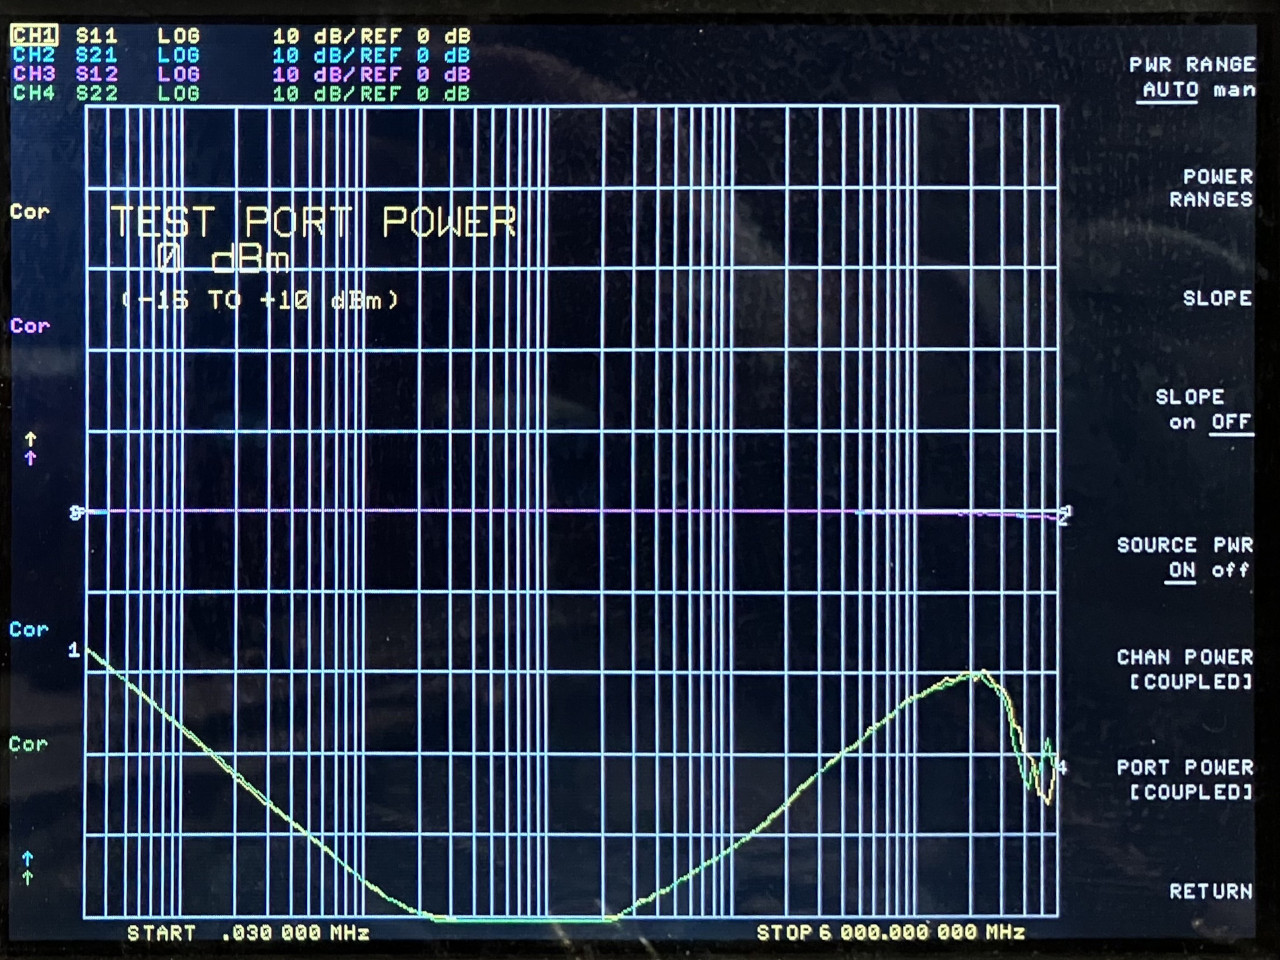 CH1 S11 LOG 10 dB/REF 0 dB
CH2 S21 LOG 10 dB/REF 0 dB
CH3 S12 LOG 10 dB/REF 0 dB
CH4 S22 LOG 10 dB/REF 0 dB
PWR RANGE
AUTO man
POWER
RANGES
Cor
TEST PORT POWER
0 dBm
(-15 TO +10 dBm)
SLOPE
Cor
SLOPE
on OFF
↑
↑
SOURCE PWR
ON off
Cor
1
CHAN POWER
[COUPLED]
Cor
4
PORT POWER
[COUPLED]
↑
↑
RETURN
START .030 000 MHz
STOP 6 000.000 000 MHz